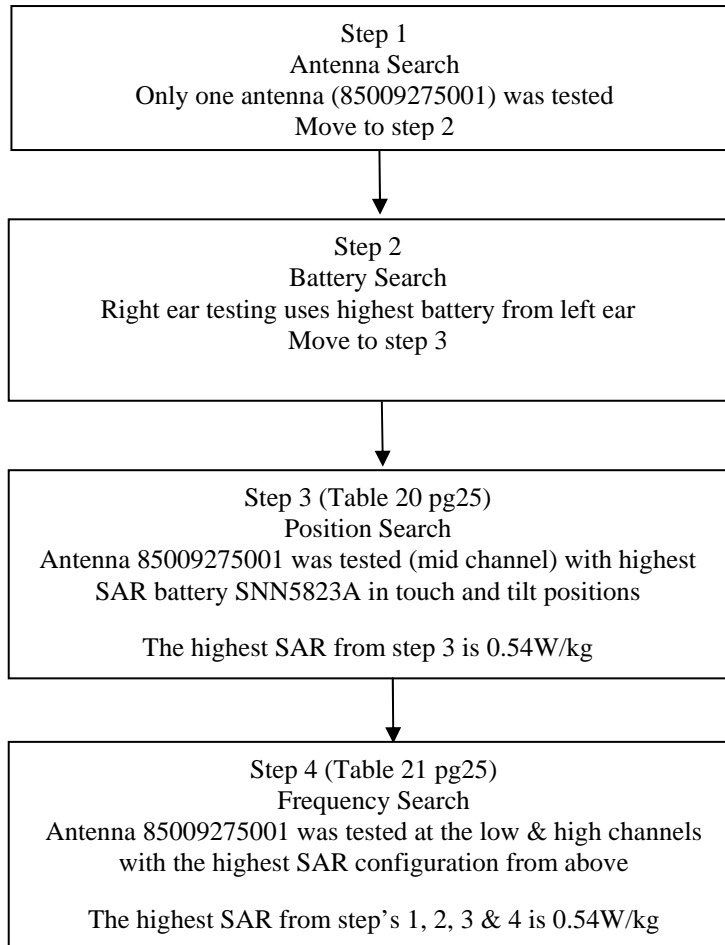 Step 1
Antenna Search
Only one antenna (85009275001) was tested
Move to step 2
Step 2
Battery Search
Right ear testing uses highest battery from left ear
Move to step 3
Step 3 (Table 20 pg25)
Position Search
Antenna 85009275001 was tested (mid channel) with highest
SAR battery SNN5823A in touch and tilt positions
The highest SAR from step 3 is 0.54W/kg
Step 4 (Table 21 pg25)
Frequency Search
Antenna 85009275001 was tested at the low & high channels
with the highest SAR configuration from above
The highest SAR from step's 1, 2, 3 & 4 is 0.54W/kg